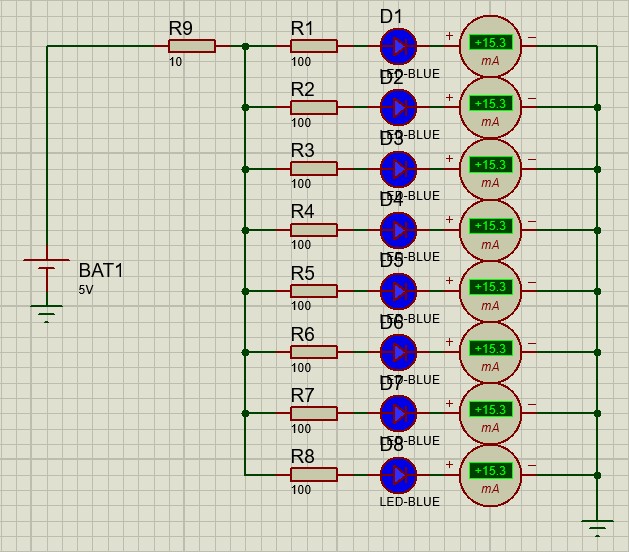 R9
10
R1
100
D1
LED-BLUE
+
+15.3
mA
−
R2
100
D2
LED-BLUE
+
+15.3
mA
−
R3
100
D3
LED-BLUE
+
+15.3
mA
−
R4
100
D4
LED-BLUE
+
+15.3
mA
−
BAT1
5V
R5
100
D5
LED-BLUE
+
+15.3
mA
−
R6
100
D6
LED-BLUE
+
+15.3
mA
−
R7
100
D7
LED-BLUE
+
+15.3
mA
−
R8
100
D8
LED-BLUE
+
+15.3
mA
−